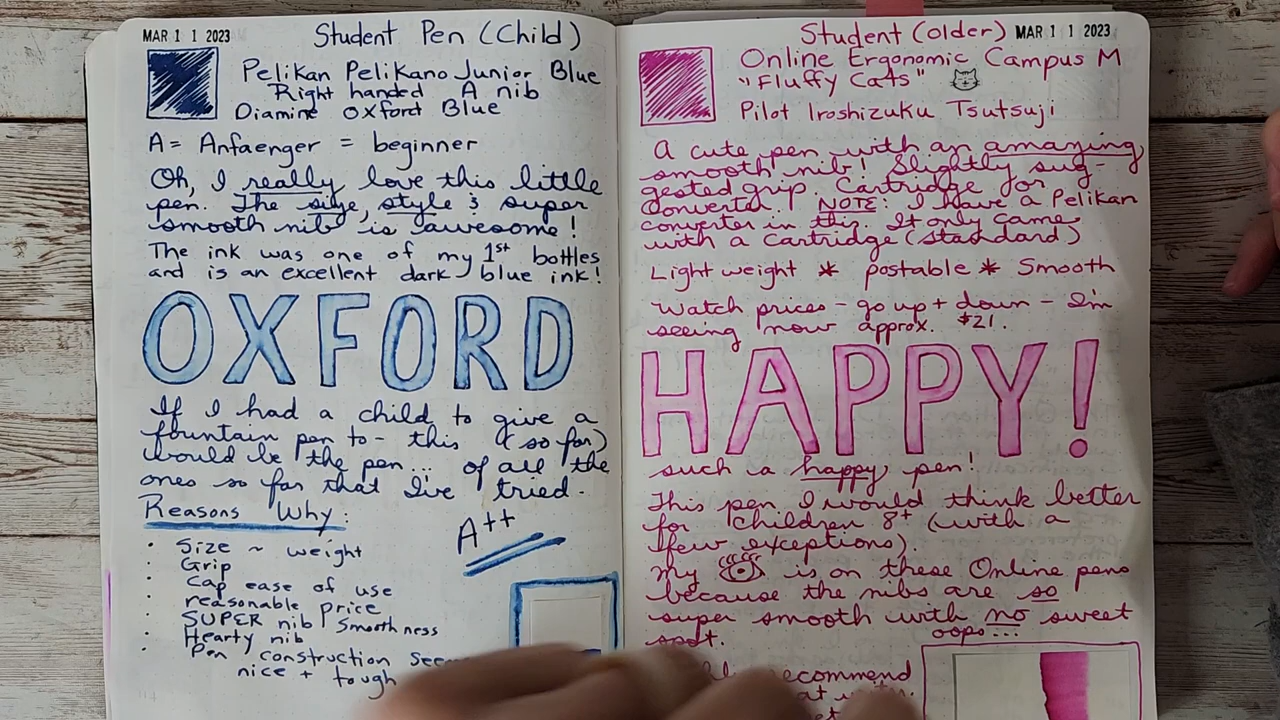 MAR 1 1 2023
Student Pen (Child)
Pelikan Pelikano Junior Blue
Right handed A nib
Diamine Oxford Blue
A = Anfaenger = beginner
Oh, I really love this little
pen. The size, style & super
smooth nib is awesome!
The ink was one of my 1st bottles
and is an excellent dark blue ink!
OXFORD
If I had a child to give a
fountain pen to - this (so far)
would be the pen... of all the
ones so far that I've tried.
Reasons Why:
A++
• Size ~ weight
• Grip
• Cap ease of use
• reasonable price
• SUPER nib smoothness
• Hearty nib
• Pen construction
nice + tough
Student (older)
MAR 1 1 2023
Online Ergonomic Campus M
"Fluffy Cats"
Pilot Iroshizuku Tsutsuji
A cute pen with an amazing,
smooth nib! Slightly sug-
gested grip. Cartridge or
converter. NOTE: I have a Pelikan
converter in this. It only came
with a cartridge (standard)
Light weight * postable * Smooth
Watch prices - go up + down - I'm
seeing now approx. $21.
HAPPY!
such a happy pen!
This pen I would think better
for children 8+ (with a
few exceptions).
My is on these Online pens
because the nibs are so
super smooth with no sweet
spot.
oops...
recommend